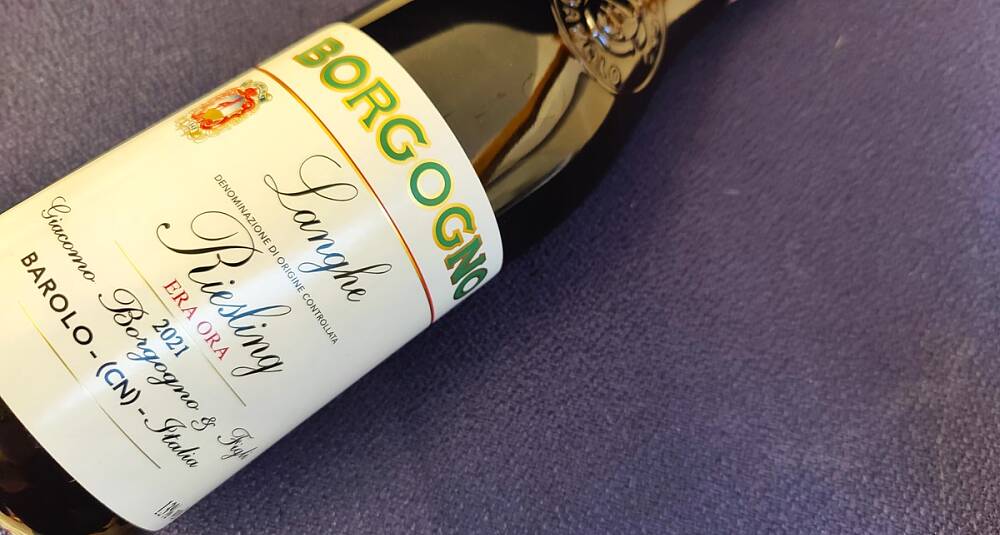 BORGOGNO
Langhe
DENOMINAZIONE DI ORIGINE CONTROLLATA
Riesling
ERA ORA
2021
Giacomo Borgogno & Figli
BAROLO - (CN) - Italia